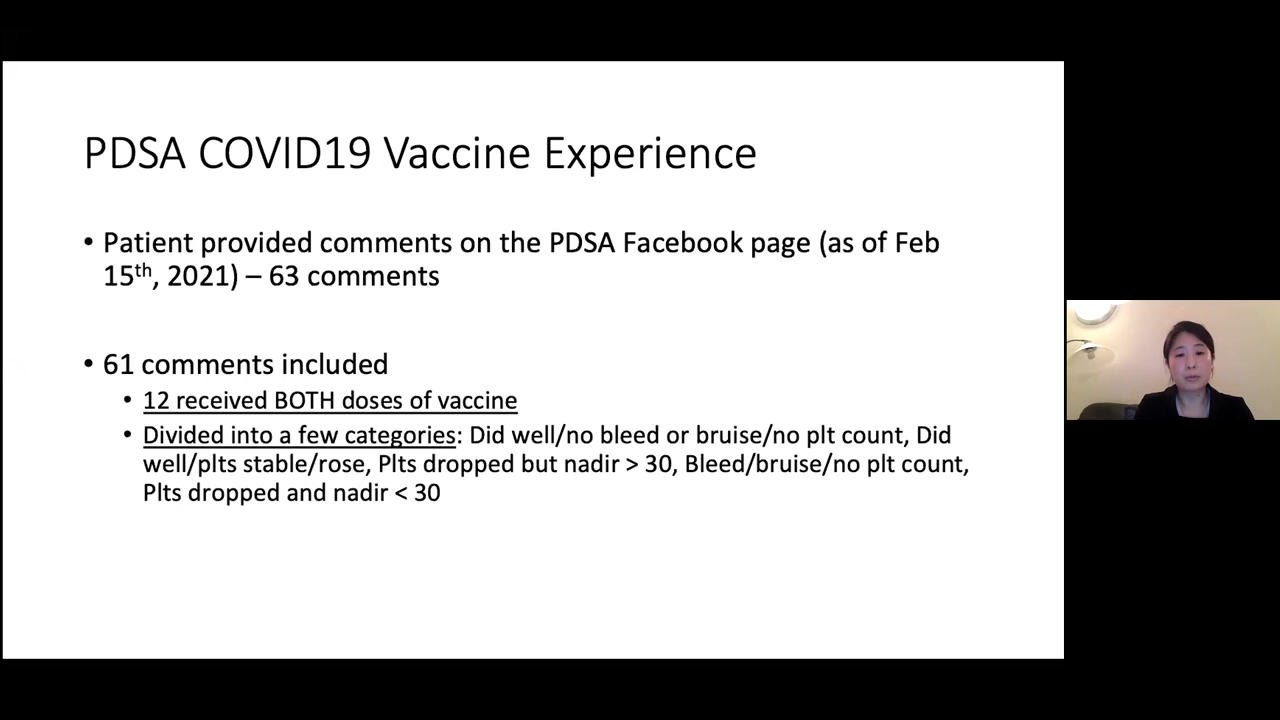 PDSA COVID19 Vaccine Experience
• Patient provided comments on the PDSA Facebook page (as of Feb
15th, 2021) – 63 comments
• 61 comments included
• 12 received BOTH doses of vaccine
• Divided into a few categories: Did well/no bleed or bruise/no plt count, Did
well/plts stable/rose, Plts dropped but nadir > 30, Bleed/bruise/no plt count,
Plts dropped and nadir < 30